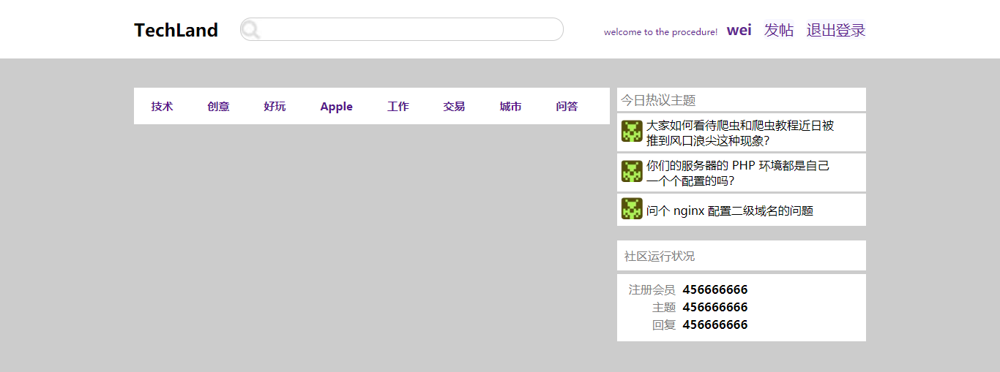 TechLand
welcome to the procedure! wei 发帖 退出登录
技术 创意 好玩 Apple 工作 交易 城市 问答
今日热议主题
大家如何看待爬虫和爬虫教程近日被
推到风口浪尖这种现象?
你们的服务器的 PHP 环境都是自己
一个个配置的吗?
问个 nginx 配置二级域名的问题
社区运行状况
注册会员 456666666
主题 456666666
回复 456666666